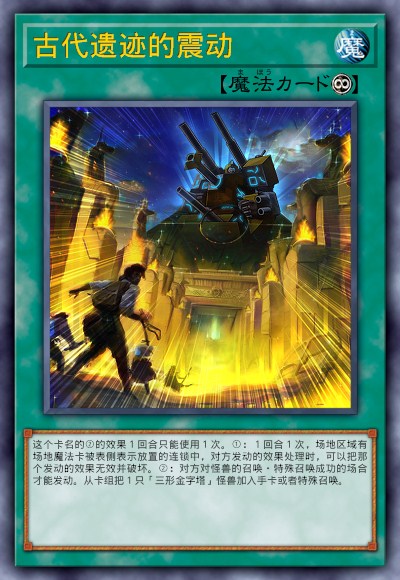 古代遗迹的震动
魔
【魔法カード】
まほう
这个卡名的②的效果1回合只能使用1次。①：1回合1次，场地区域有
场地魔法卡被表侧表示放置的连锁中，对方发动的效果处理时，可以把那
个发动的效果无效并破坏。②：对方对怪兽的召唤·特殊召唤成功的场合
才能发动。从卡组把1只「三形金字塔」怪兽加入手卡或者特殊召唤。